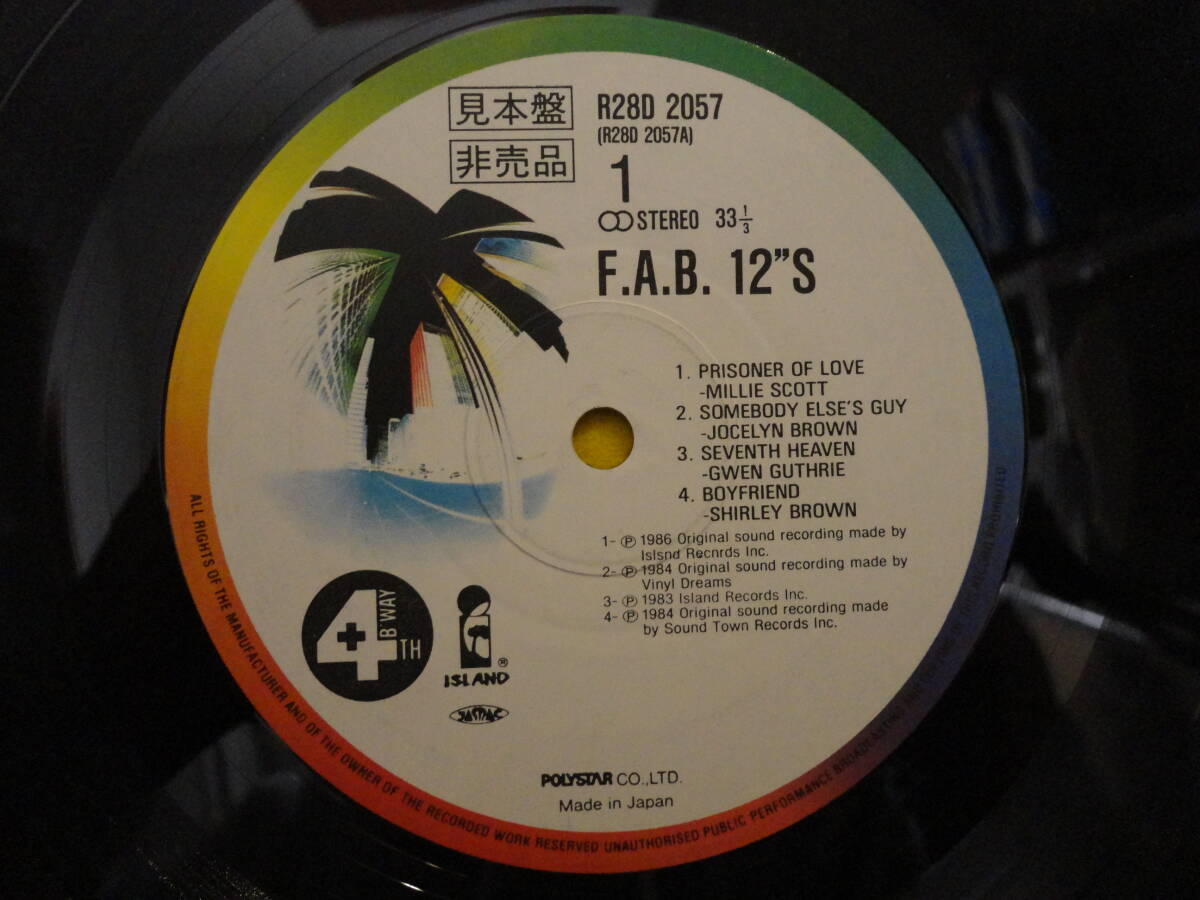 見本盤
非売品
R28D 2057
(R28D 2057A)
1
STEREO 33 1/3
F.A.B. 12"S
1. PRISONER OF LOVE
-MILLIE SCOTT
2. SOMEBODY ELSE'S GUY
-JOCELYN BROWN
3. SEVENTH HEAVEN
-GWEN GUTHRIE
4. BOYFRIEND
-SHIRLEY BROWN
1- Ⓟ 1986 Original sound recording made by
Islsnd Recnrds Inc.
2- Ⓟ 1984 Original sound recording made by
Vinyl Dreams
3- Ⓟ 1983 Island Records Inc.
4- Ⓟ 1984 Original sound recording made
by Sound Town Records Inc.
4TH
B'WAY
ISLAND ®
JASRAC
POLYSTAR CO.,LTD.
Made in Japan
ALL RIGHTS OF THE MANUFACTURER AND OF THE OWNER OF THE RECORDED WORK RESERVED UNAUTHORISED PUBLIC PERFORMANCE BROADCASTING AND PROHIBITED